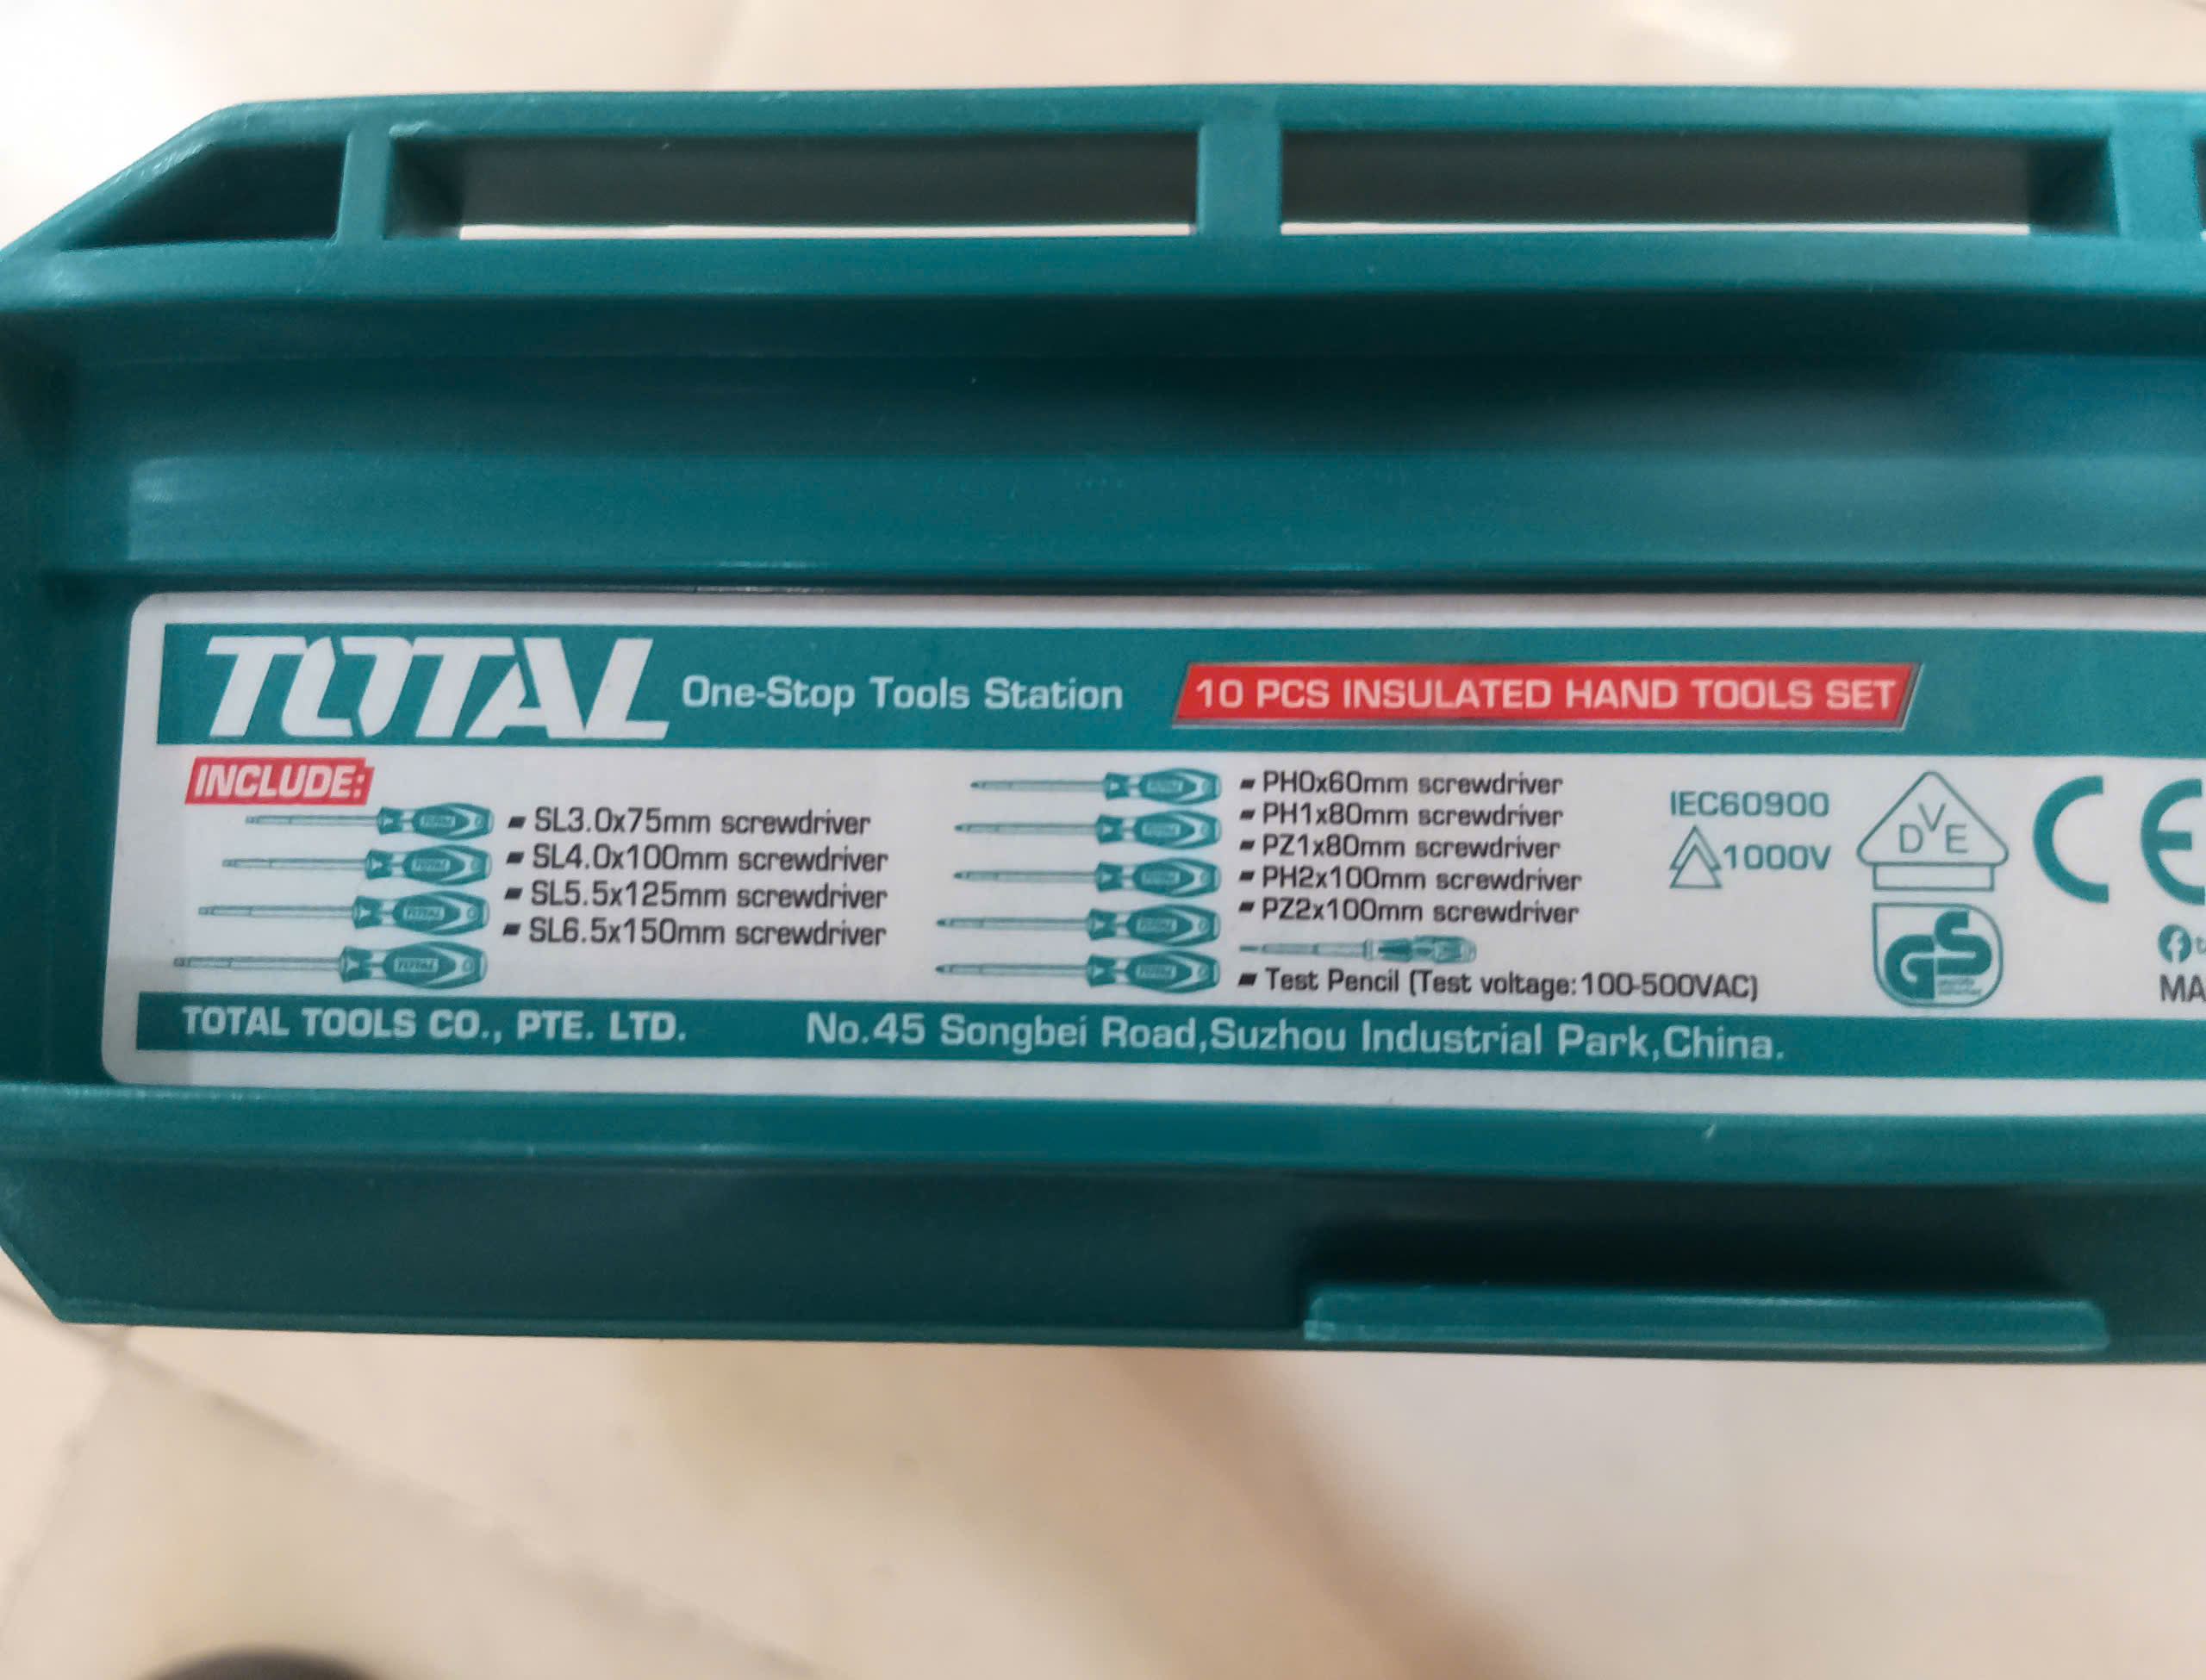 TOTAL One-Stop Tools Station 10 PCS INSULATED HAND TOOLS SET
INCLUDE:
SL3.0x75mm screwdriver
SL4.0x100mm screwdriver
SL5.5x125mm screwdriver
SL6.5x150mm screwdriver
PH0x60mm screwdriver
PH1x80mm screwdriver
PZ1x80mm screwdriver
PH2x100mm screwdriver
PZ2x100mm screwdriver
Test Pencil (Test voltage:100-500VAC)
IEC60900
1000V
DVE
GS
CE
MA
TOTAL TOOLS CO., PTE. LTD. No.45 Songbei Road,Suzhou Industrial Park,China.